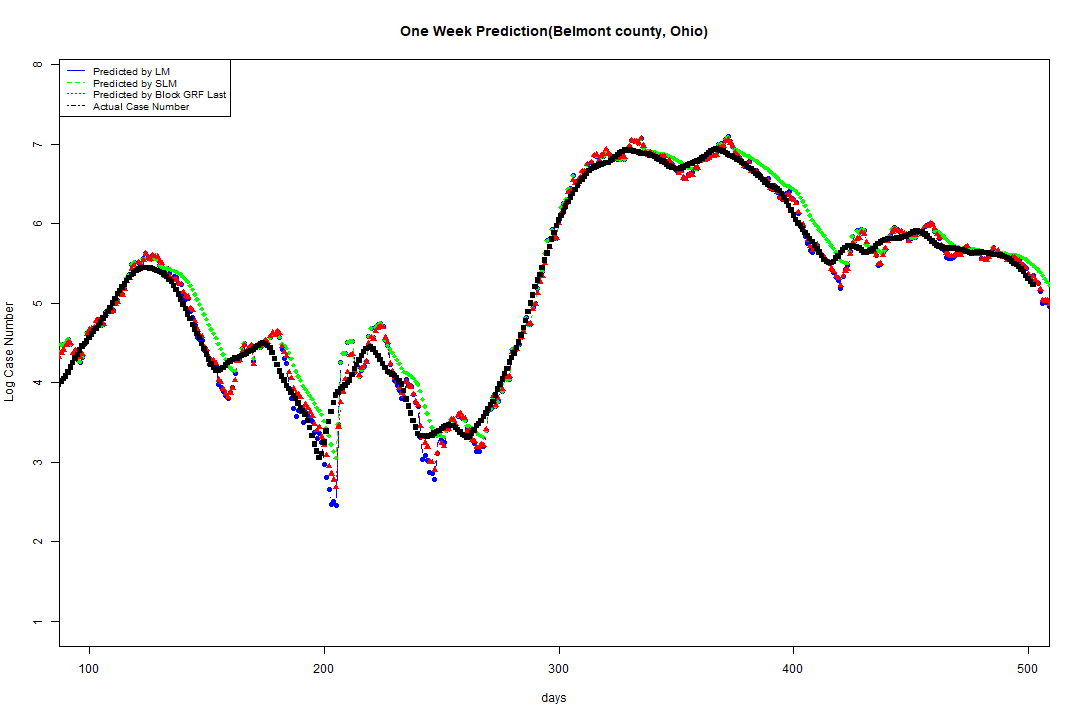 One Week Prediction(Belmont county, Ohio)
Predicted by LM
Predicted by SLM
Predicted by Block GRF Last
Actual Case Number
Log Case Number
8
7
6
5
4
3
2
1
100 200 300 400 500
days